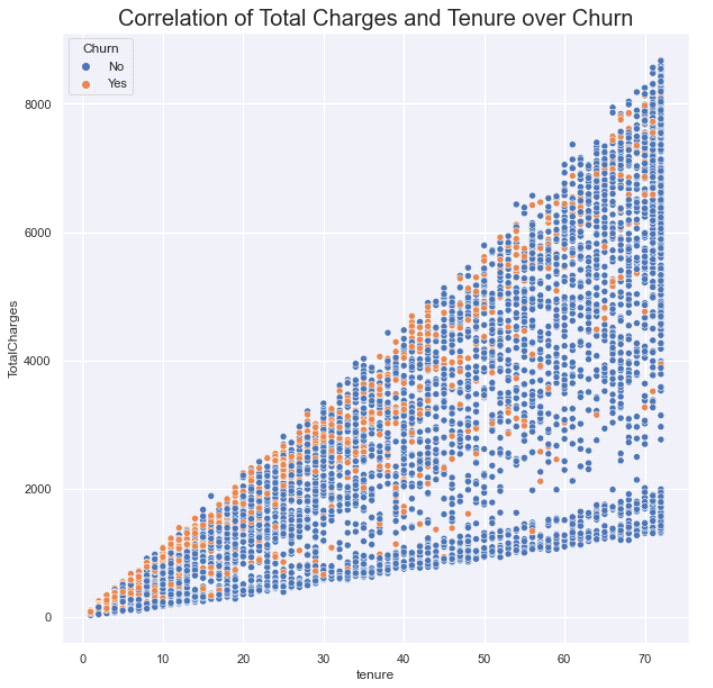 Correlation of Total Charges and Tenure over Churn
Churn
No
Yes
8000
6000
4000
2000
0
TotalCharges
0 10 20 30 40 50 60 70
tenure